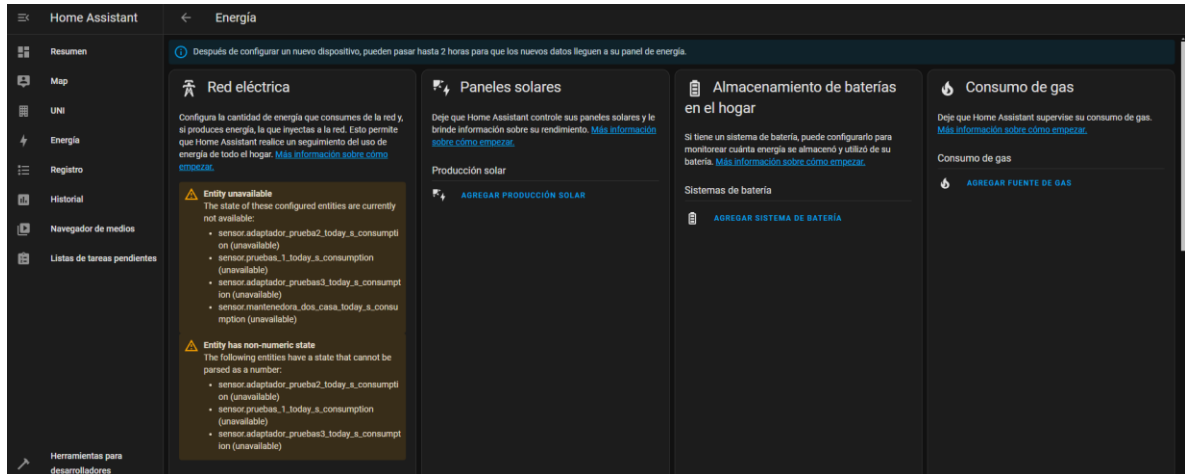 Home Assistant
Resumen
Map
UNI
Energía
Registro
Historial
Navegador de medios
Listas de tareas pendientes
Herramientas para
desarrolladores
Energía
Después de configurar un nuevo dispositivo, pueden pasar hasta 2 horas para que los nuevos datos lleguen a su panel de energía.
Red eléctrica
Configura la cantidad de energía que consumes de la red y,
si produces energía, la que inyectas a la red. Esto permite
que Home Assistant realice un seguimiento del uso de
energía de todo el hogar. Más información sobre cómo
empezar.
Entity unavailable
The state of these configured entities are currently
not available:
• sensor.adaptador_prueba2_today_s_consumpti
on (unavailable)
• sensor.pruebas_1_today_s_consumption
(unavailable)
• sensor.adaptador_pruebas3_today_s_consumpt
ion (unavailable)
• sensor.mantenedora_dos_casa_today_s_consu
mption (unavailable)
Entity has non-numeric state
The following entities have a state that cannot be
parsed as a number:
• sensor.adaptador_prueba2_today_s_consumpti
on (unavailable)
• sensor.pruebas_1_today_s_consumption
(unavailable)
• sensor.adaptador_pruebas3_today_s_consumpt
ion (unavailable)
Paneles solares
Deje que Home Assistant controle sus paneles solares y le
brinde información sobre su rendimiento. Más información
sobre cómo empezar.
Producción solar
AGREGAR PRODUCCIÓN SOLAR
Almacenamiento de baterías
en el hogar
Si tiene un sistema de batería, puede configurarlo para
monitorear cuánta energía se almacenó y utilizó de su
batería. Más información sobre cómo empezar.
Sistemas de batería
AGREGAR SISTEMA DE BATERÍA
Consumo de gas
Deje que Home Assistant supervise su consumo de gas.
Más información sobre cómo empezar.
Consumo de gas
AGREGAR FUENTE DE GAS